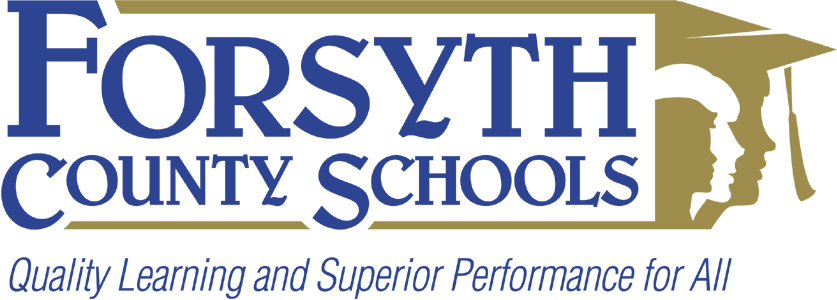 FORSYTH
COUNTY SCHOOLS
Quality Learning and Superior Performance for All